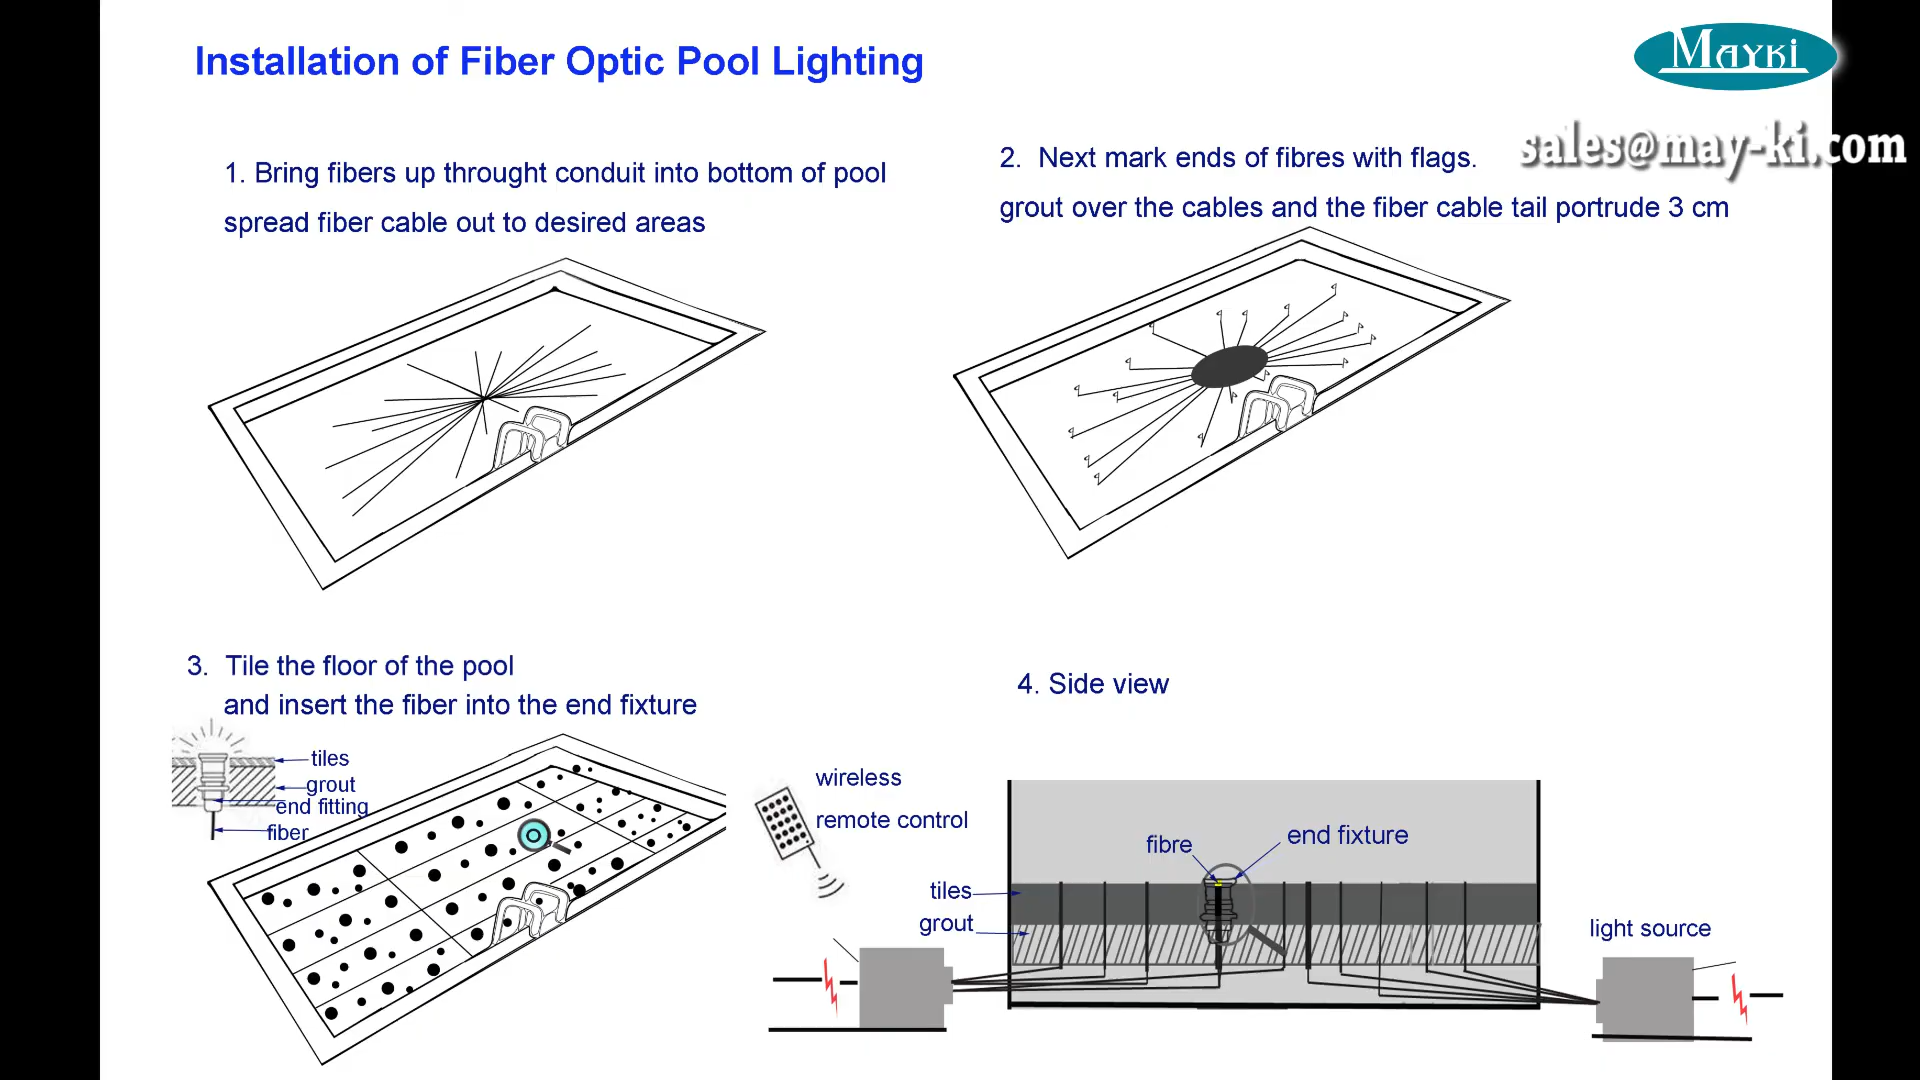 Installation of Fiber Optic Pool Lighting
MAYKi
sales@may-ki.com
1. Bring fibers up throught conduit into bottom of pool
spread fiber cable out to desired areas
2. Next mark ends of fibres with flags.
grout over the cables and the fiber cable tail portrude 3 cm
3. Tile the floor of the pool
and insert the fiber into the end fixture
tiles
grout
end fitting
fiber
4. Side view
wireless
remote control
fibre
end fixture
tiles
grout
light source